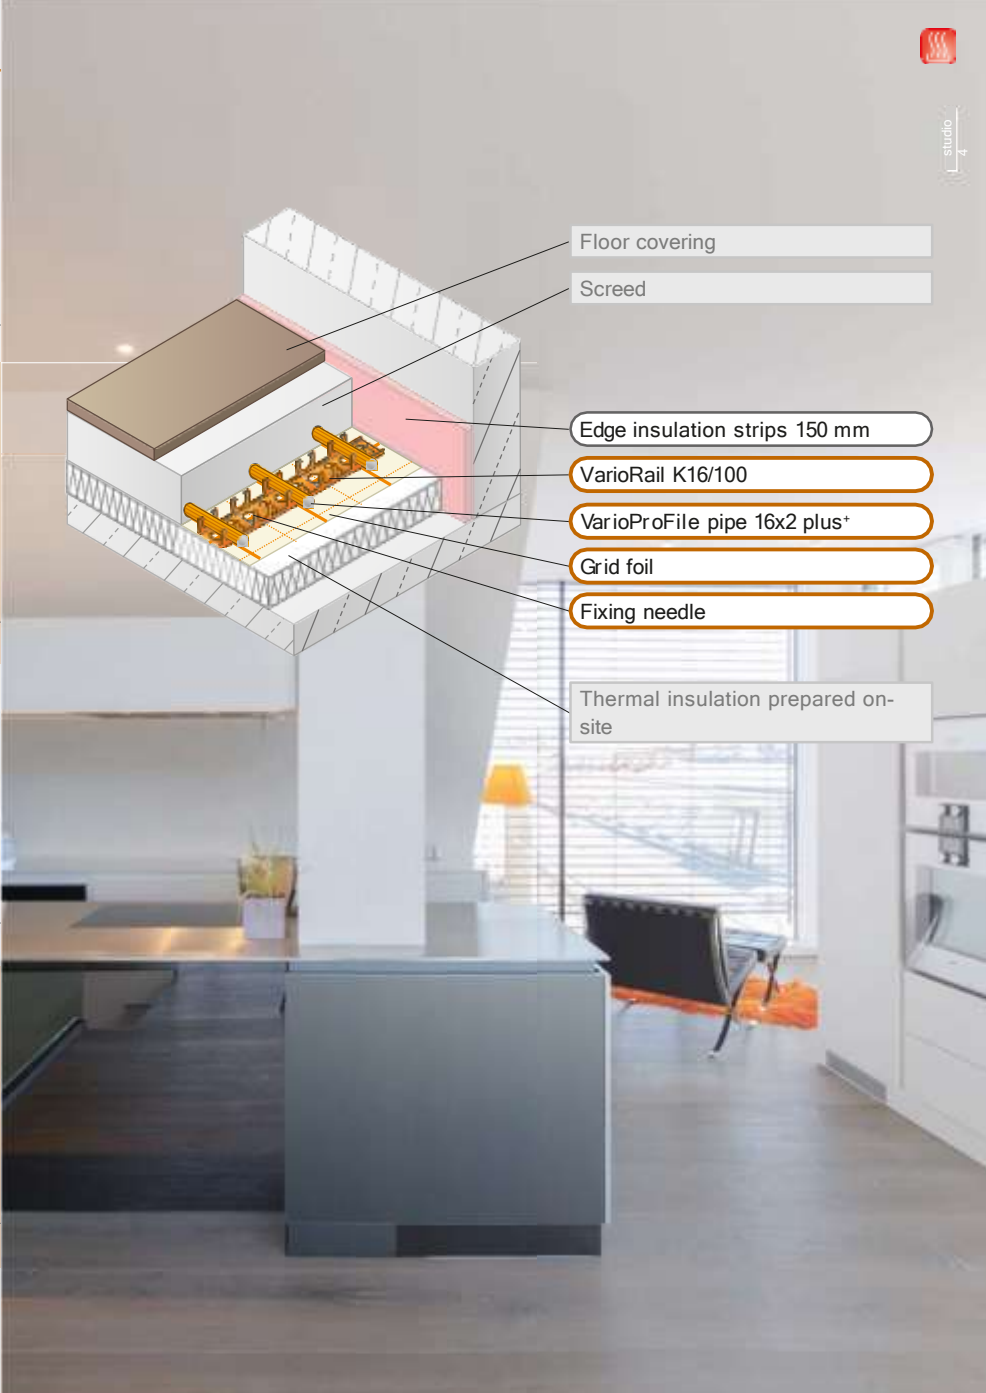 studio
4
Floor covering
Screed
Edge insulation strips 150 mm
VarioRail K16/100
VarioProFile pipe 16x2 plus⁺
Grid foil
Fixing needle
Thermal insulation prepared on-
site